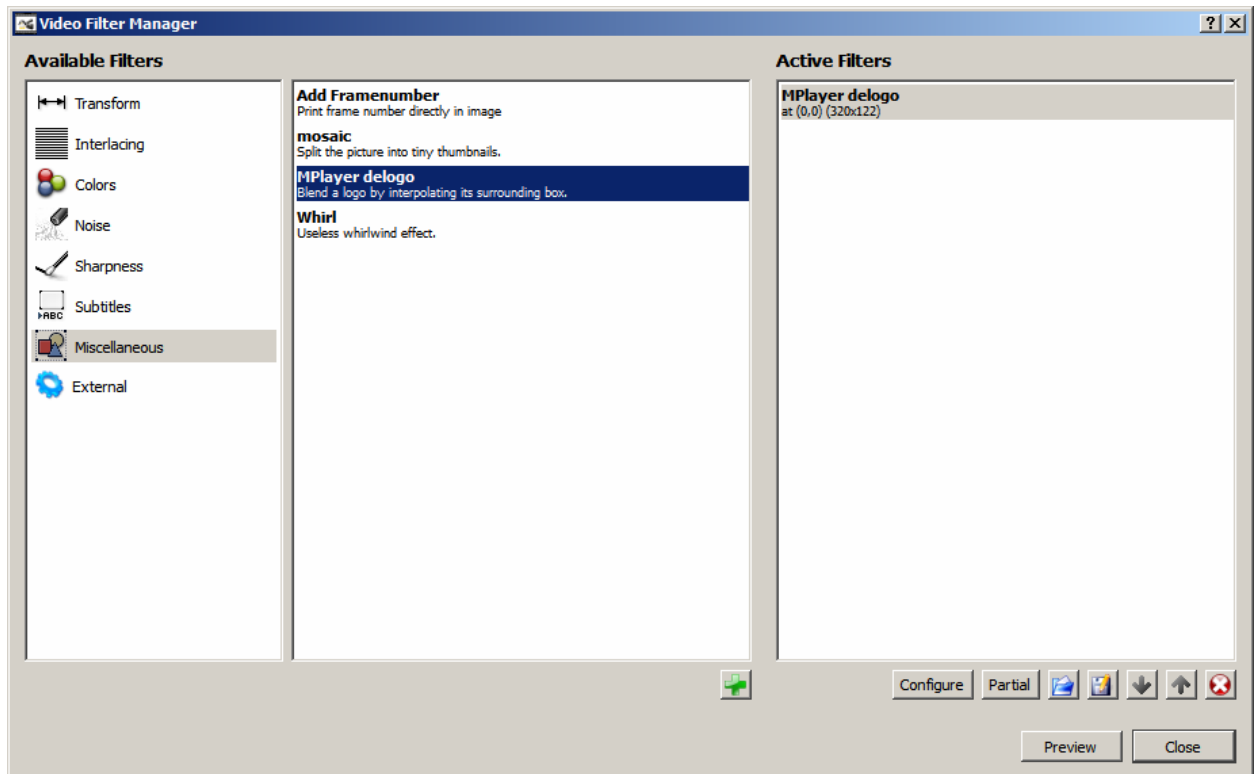 Video Filter Manager
Available Filters
Active Filters
Transform
Interlacing
Colors
Noise
Sharpness
Subtitles
ABC
Miscellaneous
External
Add Framenumber
Print frame number directly in image
mosaic
Split the picture into tiny thumbnails.
MPlayer delogo
Blend a logo by interpolating its surrounding box.
Whirl
Useless whirlwind effect.
MPlayer delogo
at (0,0) (320x122)
Configure
Partial
Preview
Close